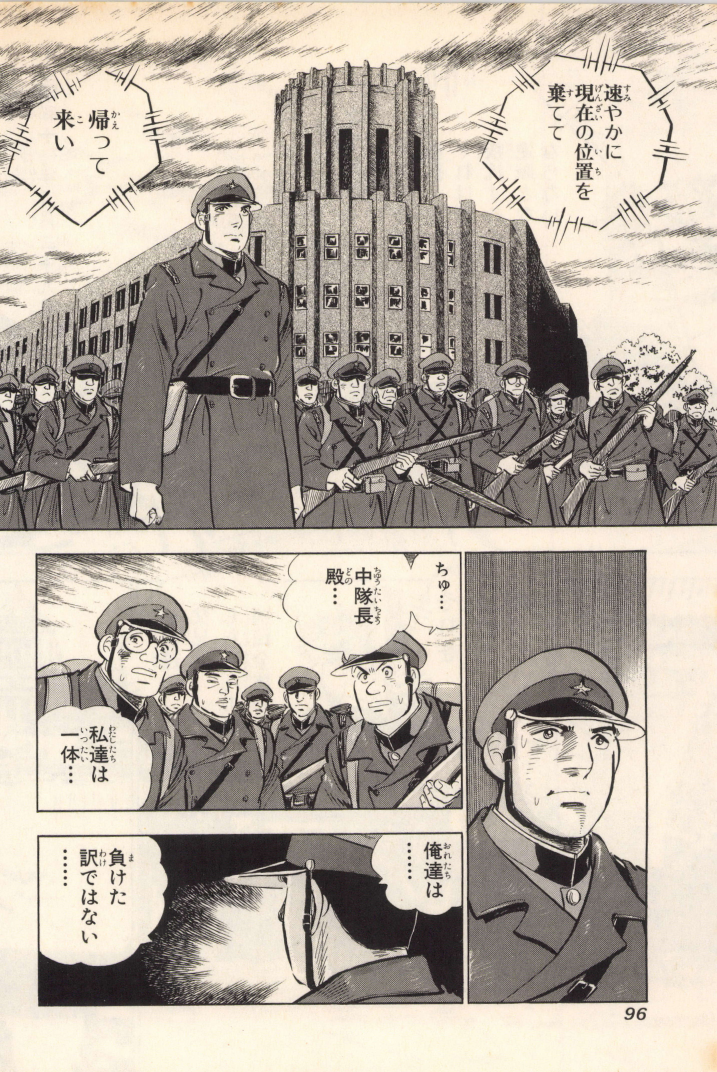 速やかに
現在の位置を
棄てて
帰って
来い
ちゅ…
中隊長
殿…
私達は
一体…
俺達は
……
負けた
訳ではない
……
96